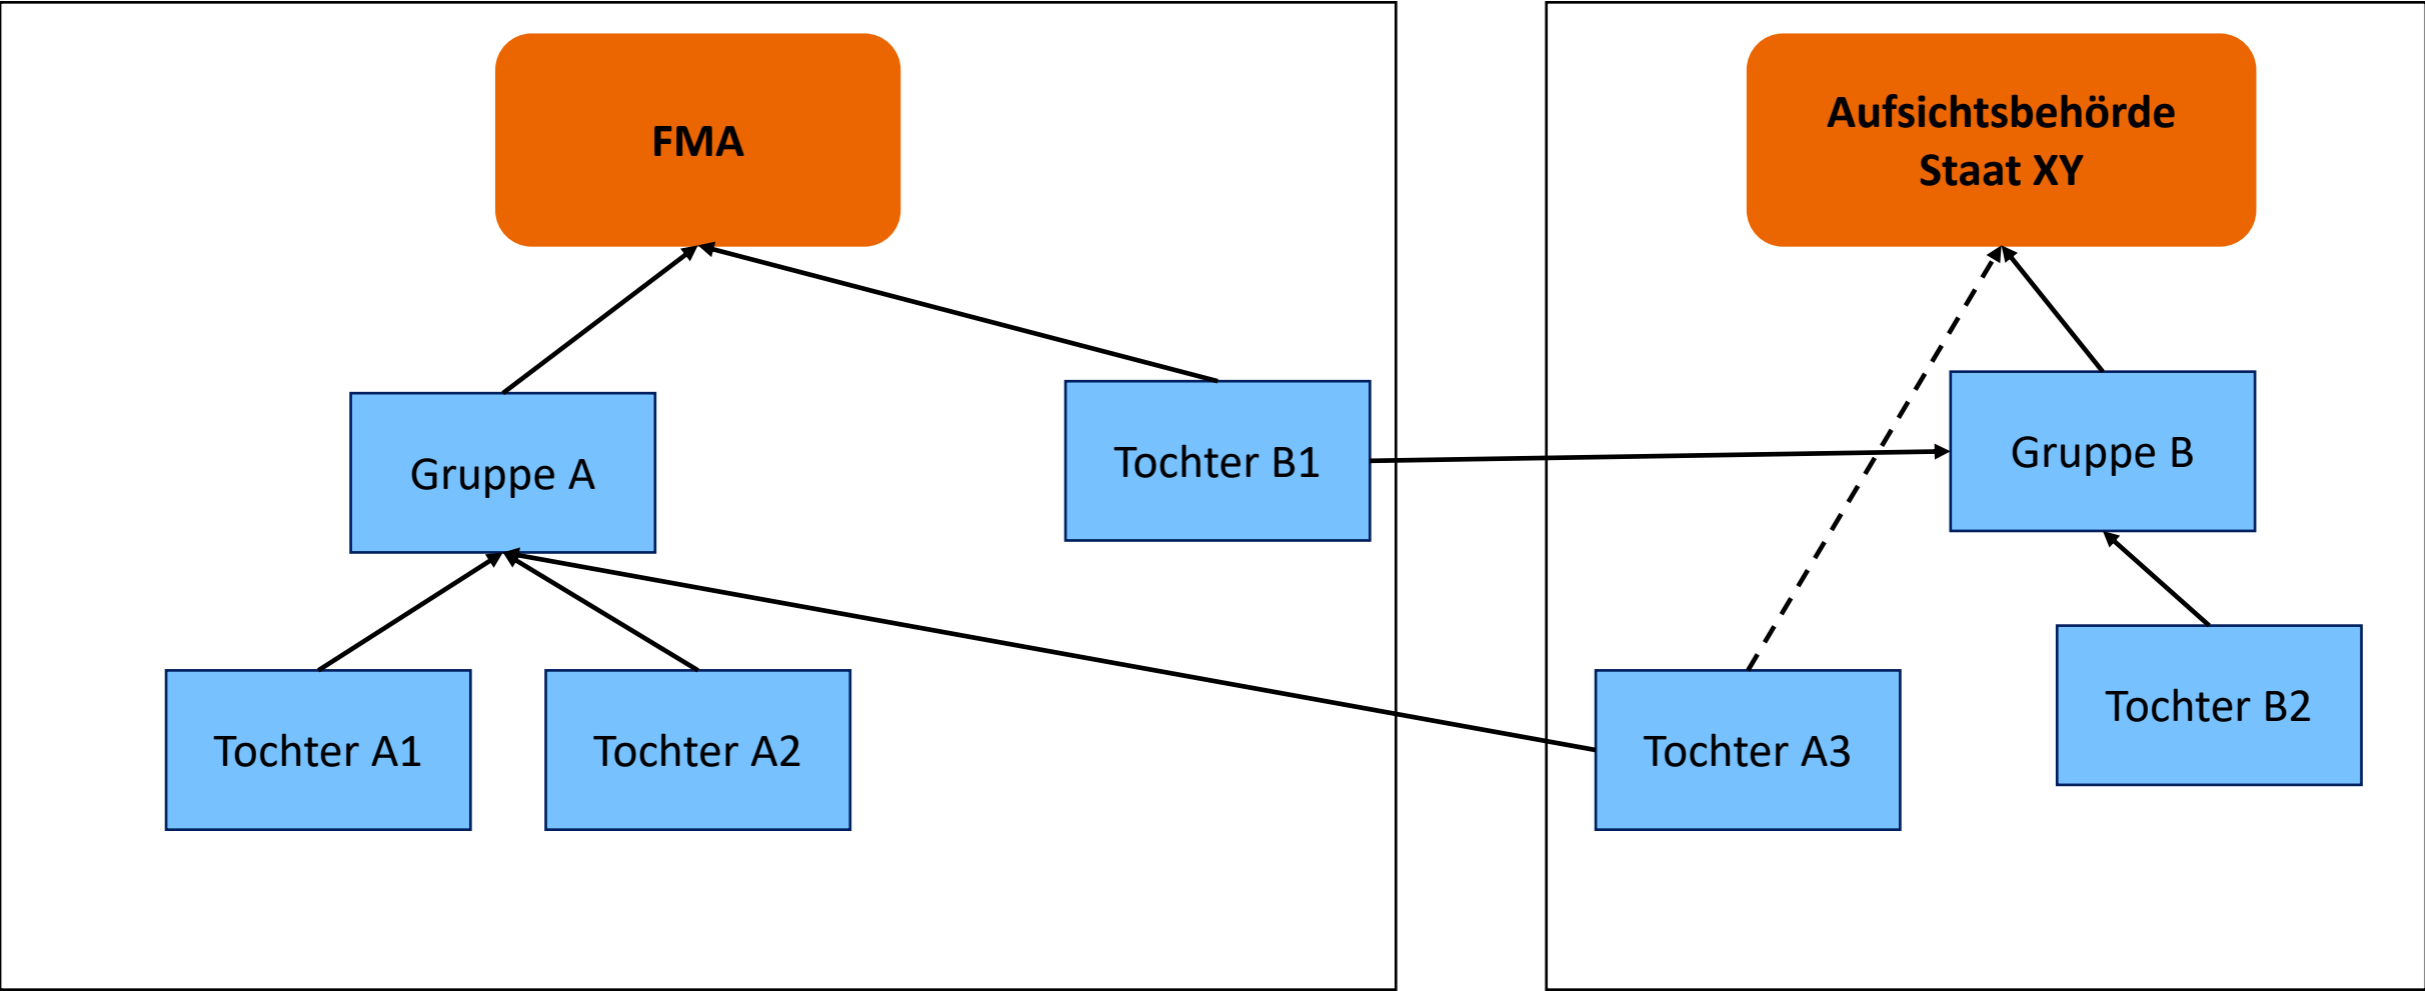 FMA
Aufsichtsbehörde
Staat XY
Gruppe A
Tochter B1
Gruppe B
Tochter A1
Tochter A2
Tochter A3
Tochter B2